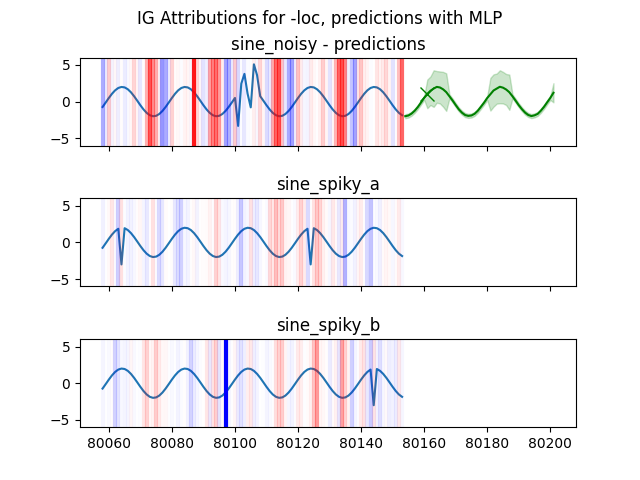 IG Attributions for -loc, predictions with MLP
sine_noisy - predictions
5
0
−5
sine_spiky_a
5
0
−5
sine_spiky_b
5
0
−5
80060 80080 80100 80120 80140 80160 80180 80200